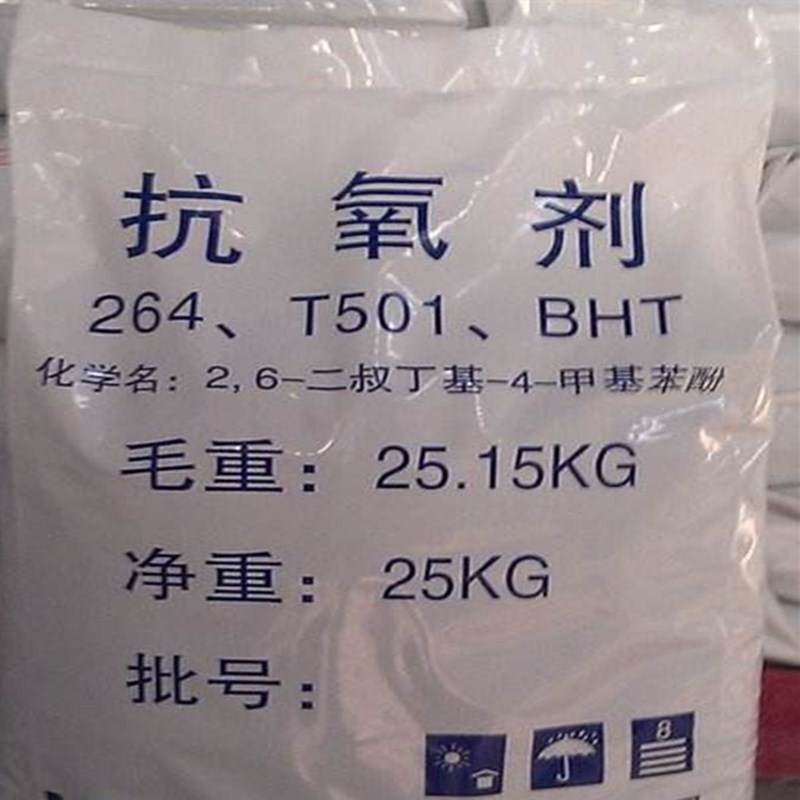 抗氧剂
264、T501、BHT
化学名：2,6-二叔丁基-4-甲基苯酚
毛重：25.15KG
净重：25KG
批号：
8